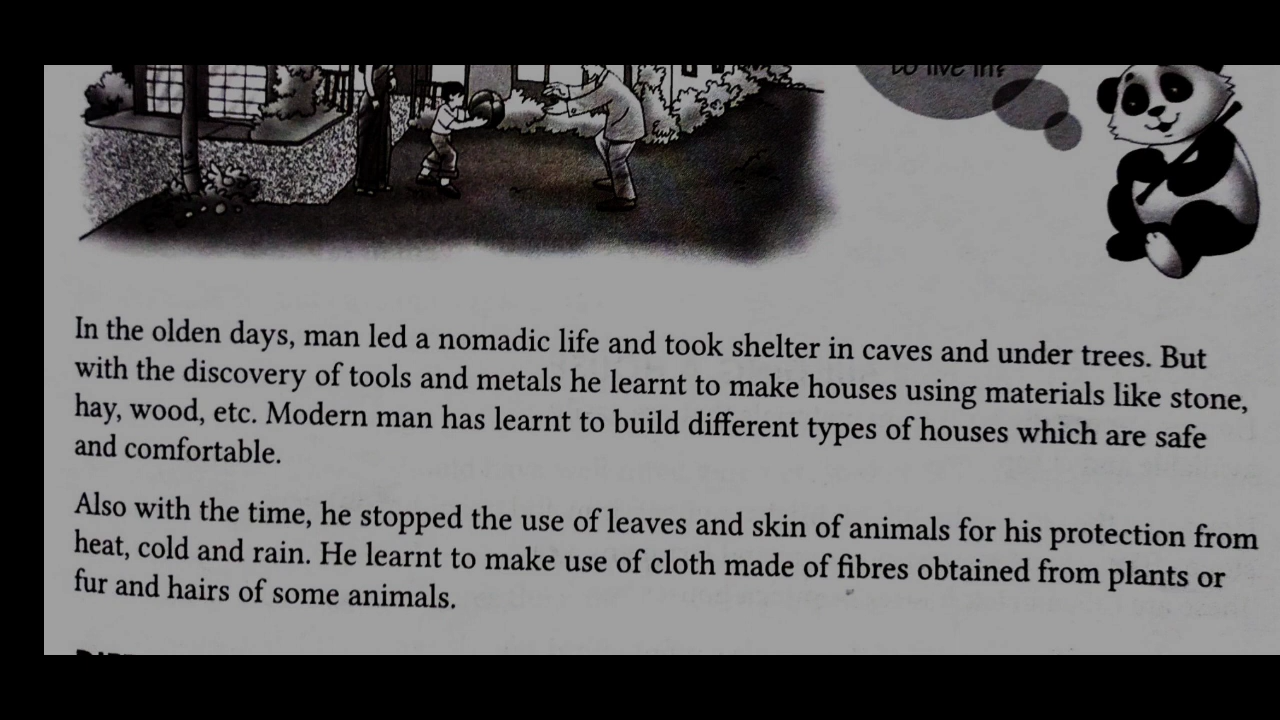 to live in?
In the olden days, man led a nomadic life and took shelter in caves and under trees. But
with the discovery of tools and metals he learnt to make houses using materials like stone,
hay, wood, etc. Modern man has learnt to build different types of houses which are safe
and comfortable.
Also with the time, he stopped the use of leaves and skin of animals for his protection from
heat, cold and rain. He learnt to make use of cloth made of fibres obtained from plants or
fur and hairs of some animals.